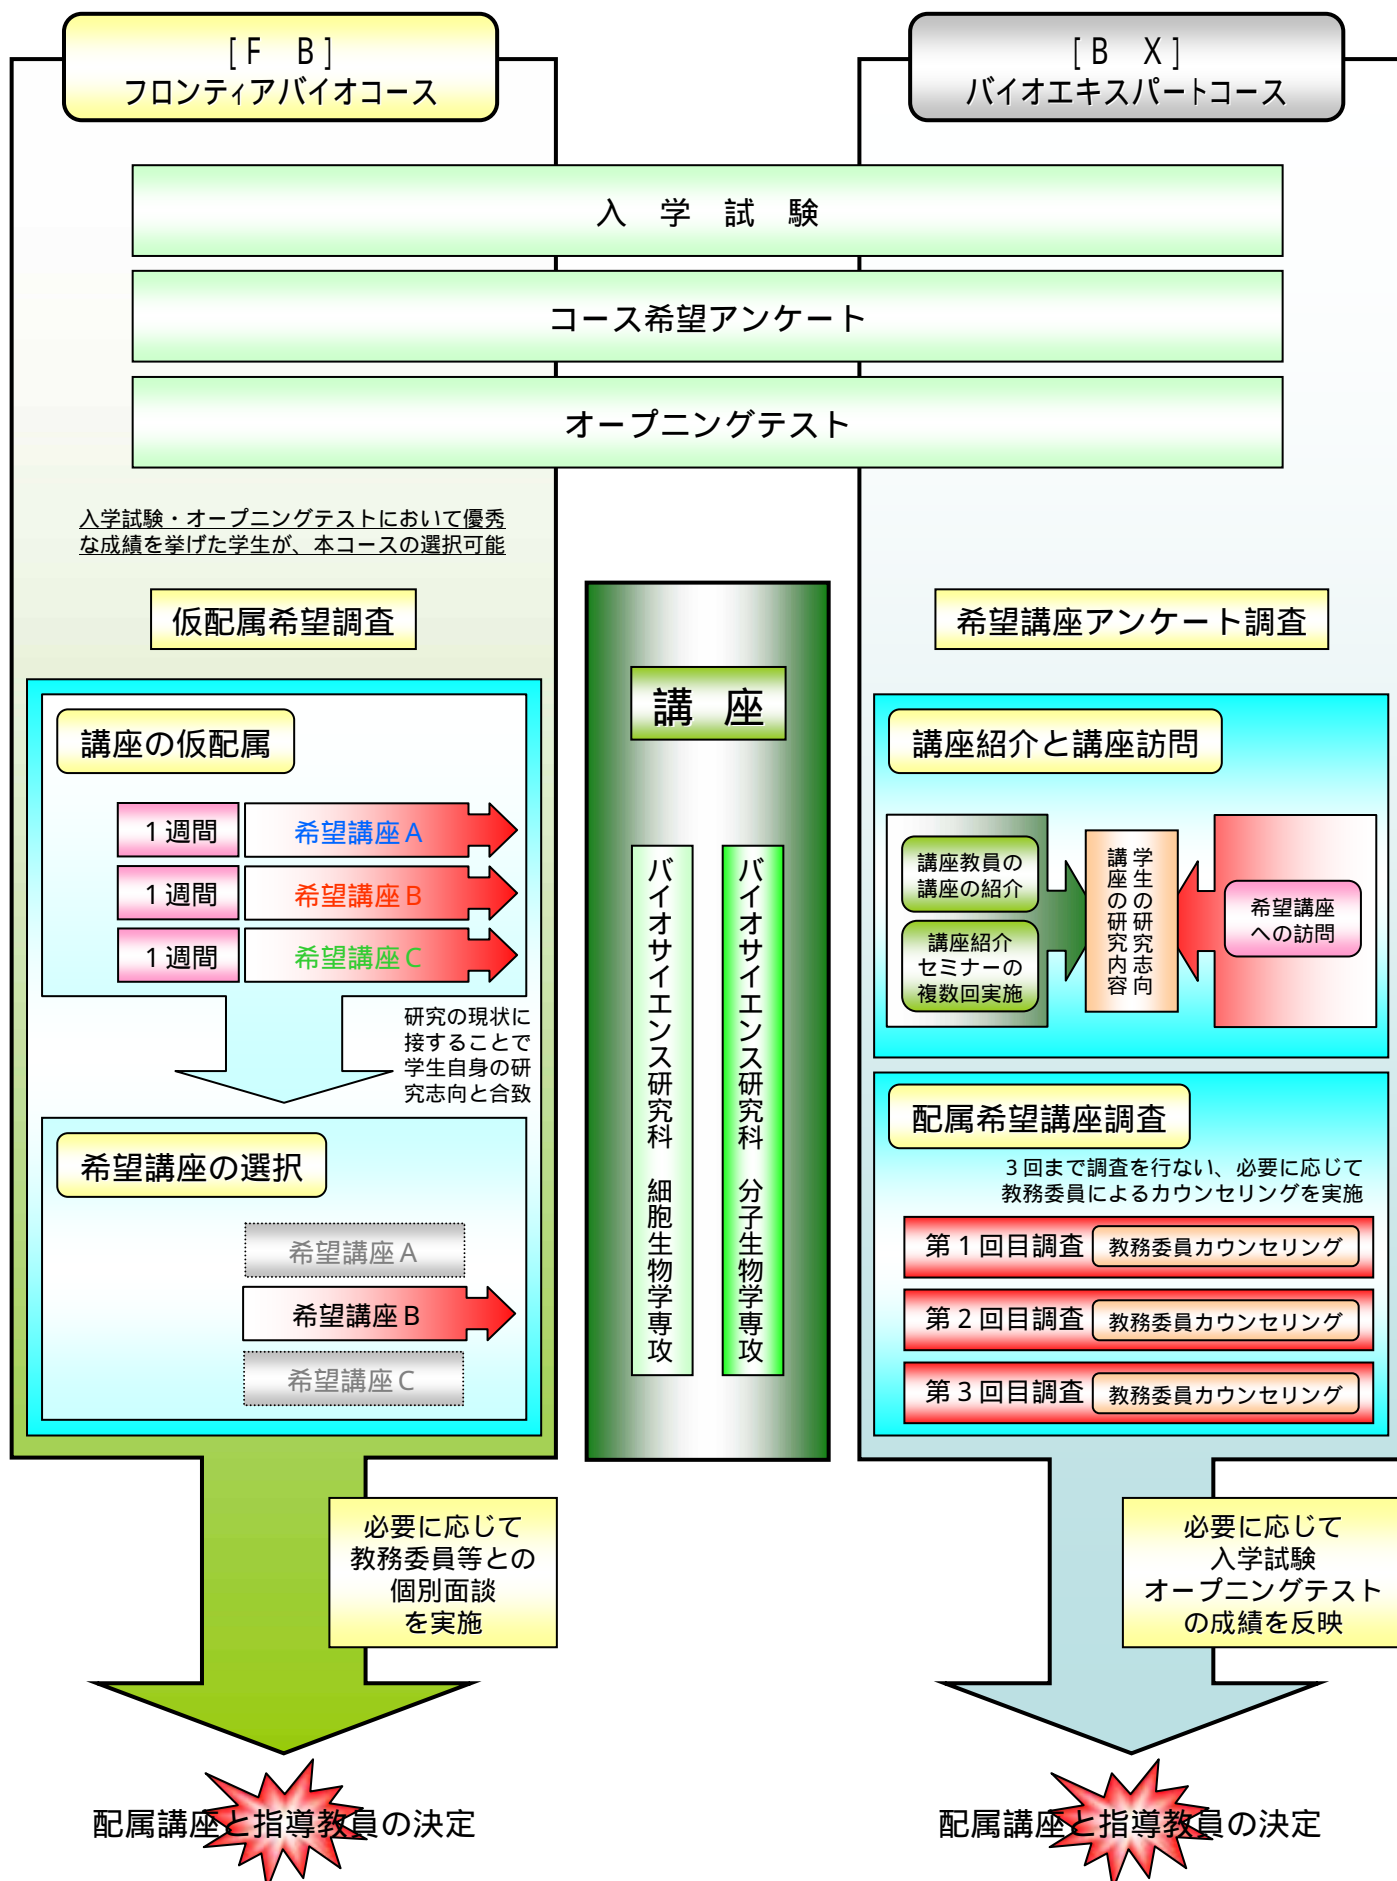 [Ｆ　Ｂ]
フロンティアバイオコース
[Ｂ　Ｘ]
バイオエキスパートコース
入　学　試　験
コース希望アンケート
オープニングテスト
入学試験・オープニングテストにおいて優秀
な成績を挙げた学生が、本コースの選択可能
仮配属希望調査
講座の仮配属
１週間
希望講座Ａ
１週間
希望講座Ｂ
１週間
希望講座Ｃ
研究の現状に
接することで
学生自身の研
究志向と合致
希望講座の選択
希望講座Ａ
希望講座Ｂ
希望講座Ｃ
必要に応じて
教務委員等との
個別面談
を実施
配属講座と指導教員の決定
講　座
バイオサイエンス研究科　細胞生物学専攻
バイオサイエンス研究科　分子生物学専攻
希望講座アンケート調査
講座紹介と講座訪問
講座教員の
講座の紹介
講座紹介
セミナーの
複数回実施
学生の研究志向
講座の研究内容
希望講座
への訪問
配属希望講座調査
３回まで調査を行ない、必要に応じて
教務委員によるカウンセリングを実施
第１回目調査
教務委員カウンセリング
第２回目調査
教務委員カウンセリング
第３回目調査
教務委員カウンセリング
必要に応じて
入学試験
オープニングテスト
の成績を反映
配属講座と指導教員の決定